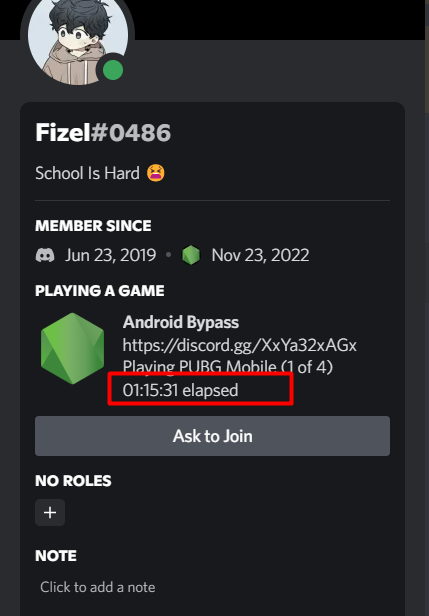 Fizel#0486
School Is Hard 😝
MEMBER SINCE
Jun 23, 2019 • Nov 23, 2022
PLAYING A GAME
Android Bypass
https://discord.gg/XxYa32xAGx
Playing PUBG Mobile (1 of 4)
01:15:31 elapsed
Ask to Join
NO ROLES
+
NOTE
Click to add a note